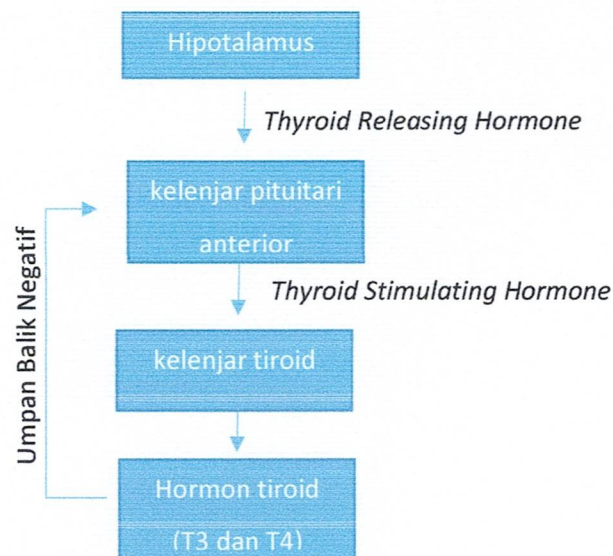 Hipotalamus
Thyroid Releasing Hormone
kelenjar pituitari
anterior
Umpan Balik Negatif
Thyroid Stimulating Hormone
kelenjar tiroid
Hormon tiroid
(T3 dan T4)